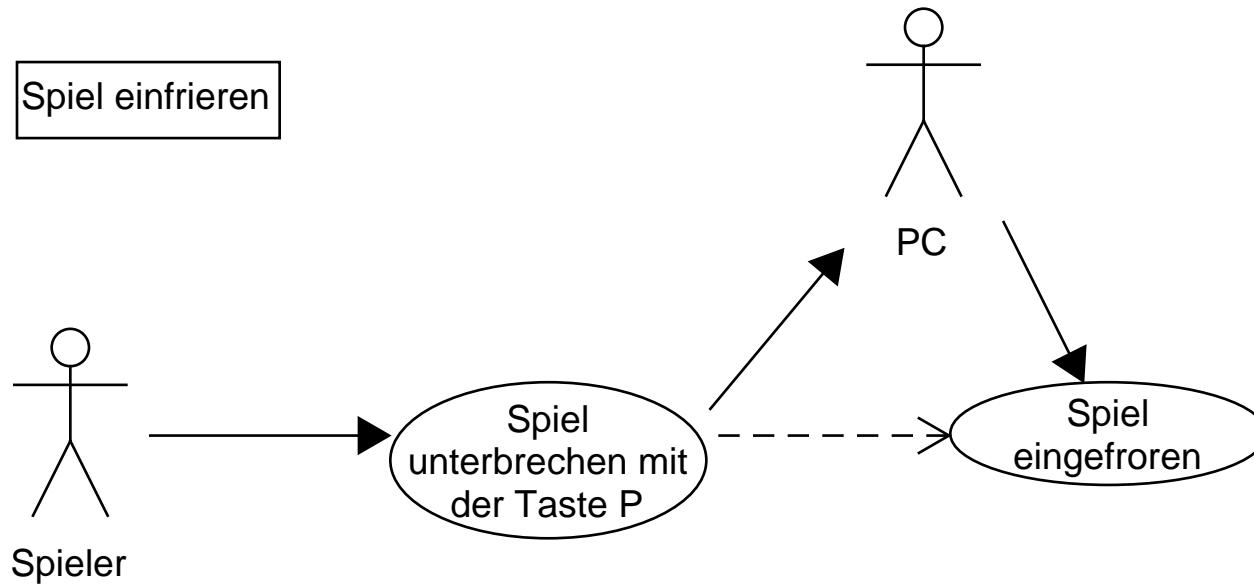 Spiel einfrieren
PC
Spiel
unterbrechen mit
der Taste P
Spiel
eingefroren
Spieler